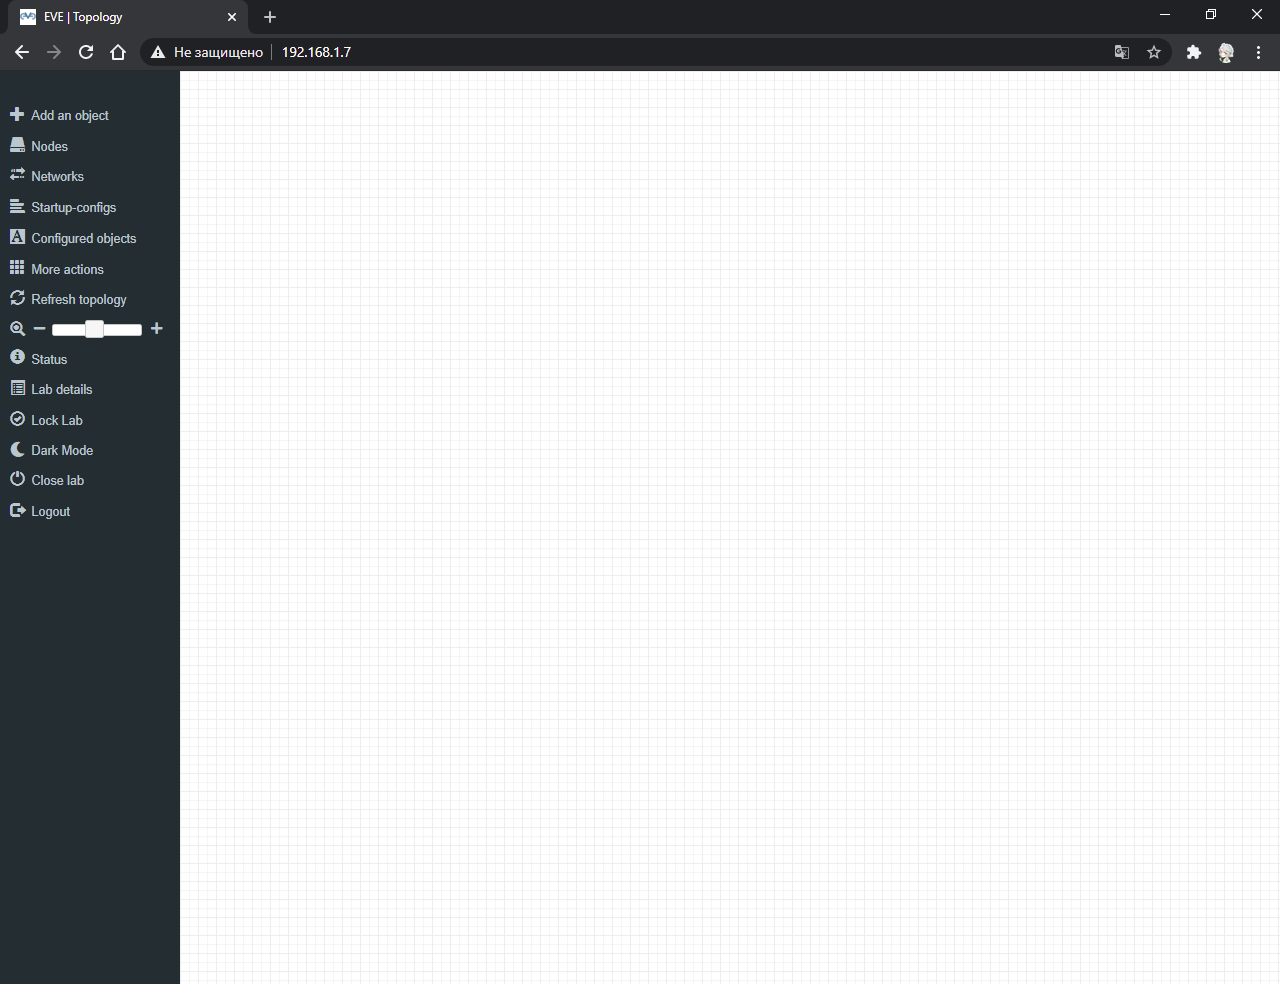 EVE | Topology
Не защищено
192.168.1.7
Add an object
Nodes
Networks
Startup-configs
Configured objects
More actions
Refresh topology
Status
Lab details
Lock Lab
Dark Mode
Close lab
Logout